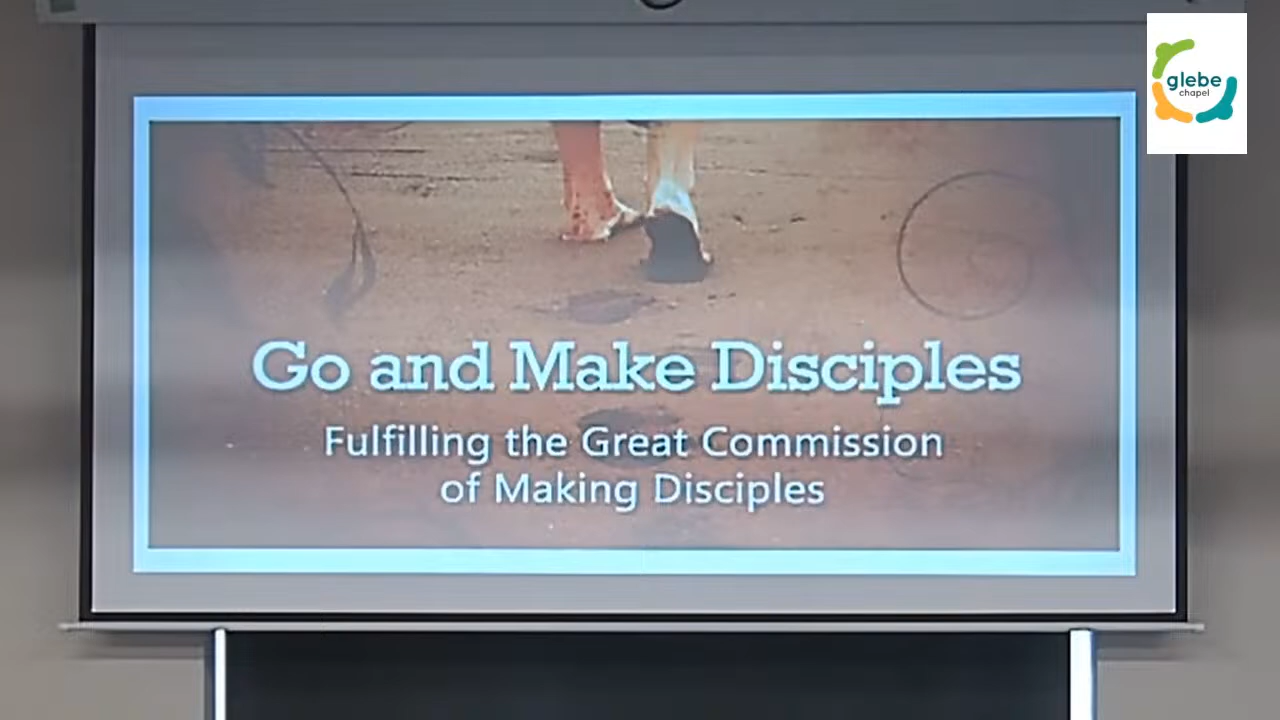 glebe
chapel
Go and Make Disciples
Fulfilling the Great Commission
of Making Disciples